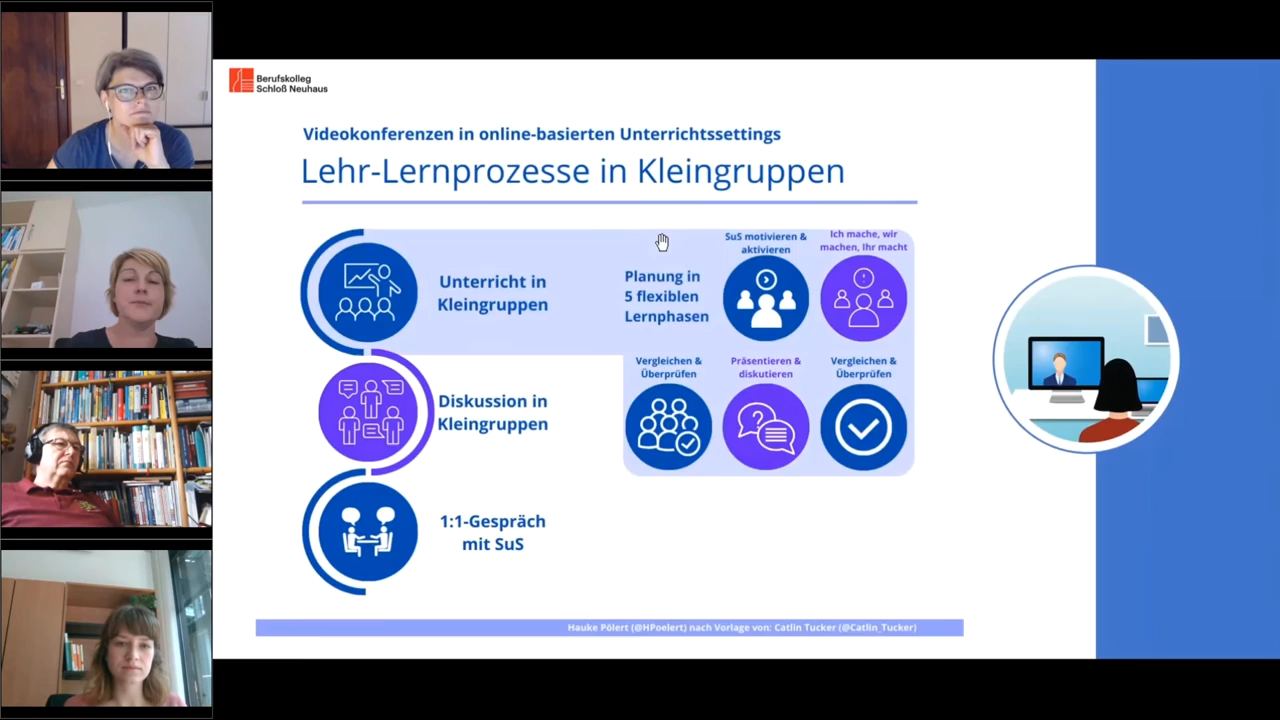 Berufskolleg
Schloß Neuhaus
Videokonferenzen in online-basierten Unterrichtssettings
Lehr-Lernprozesse in Kleingruppen
Unterricht in
Kleingruppen
Planung in
5 flexiblen
Lernphasen
SuS motivieren &
aktivieren
Ich mache, wir
machen, Ihr macht
Vergleichen &
Überprüfen
Präsentieren &
diskutieren
Vergleichen &
Überprüfen
Diskussion in
Kleingruppen
1:1-Gespräch
mit SuS
Hauke Pölert (@HPoelert) nach Vorlage von: Catlin Tucker (@Catlin_Tucker)